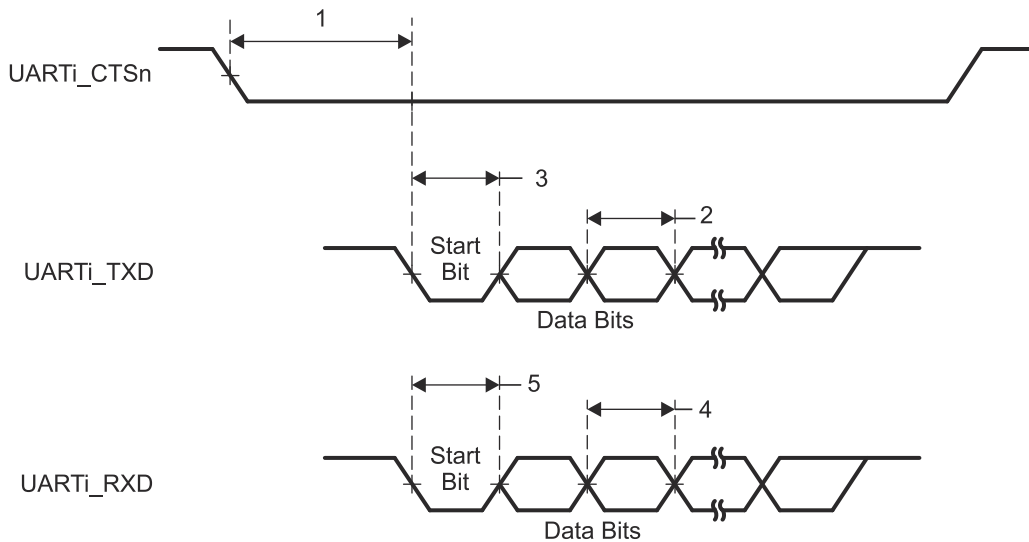 1
UARTi_CTSn
3
2
UARTi_TXD
Start
Bit
Data Bits
5
4
UARTi_RXD
Start
Bit
Data Bits